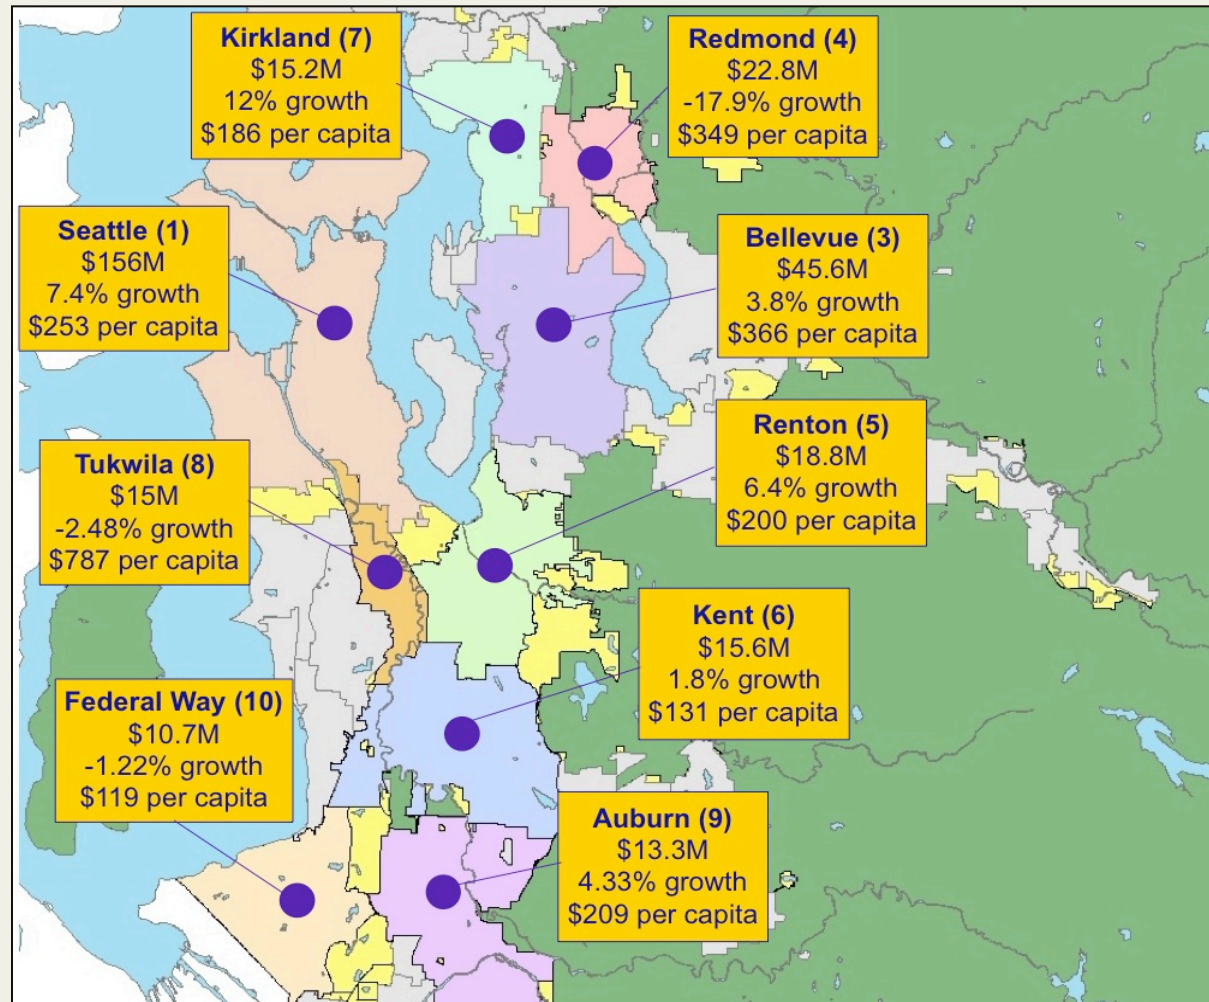 Kirkland (7)
$15.2M
12% growth
$186 per capita
Redmond (4)
$22.8M
-17.9% growth
$349 per capita
Seattle (1)
$156M
7.4% growth
$253 per capita
Bellevue (3)
$45.6M
3.8% growth
$366 per capita
Renton (5)
$18.8M
6.4% growth
$200 per capita
Tukwila (8)
$15M
-2.48% growth
$787 per capita
Kent (6)
$15.6M
1.8% growth
$131 per capita
Federal Way (10)
$10.7M
-1.22% growth
$119 per capita
Auburn (9)
$13.3M
4.33% growth
$209 per capita